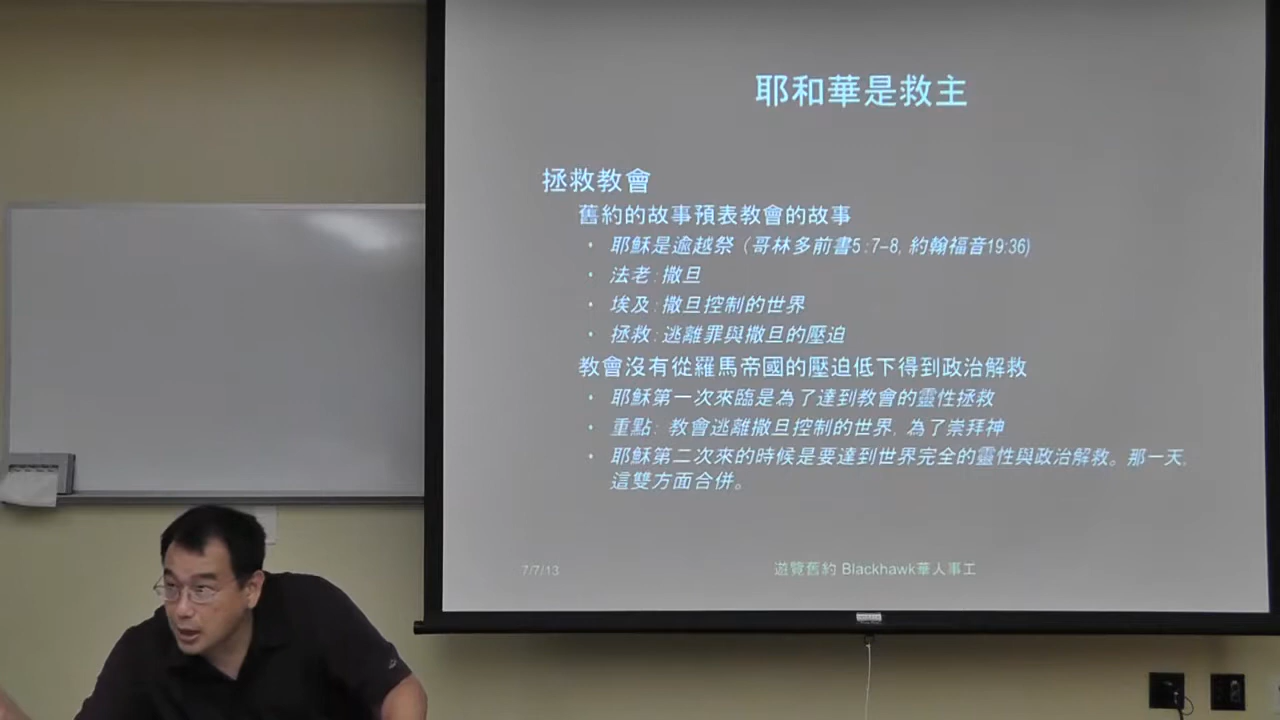 耶和華是救主
拯救教會
舊約的故事預表教會的故事
• 耶穌是逾越祭（哥林多前書5:7-8, 約翰福音19:36)
• 法老:撒旦
• 埃及:撒旦控制的世界
• 拯救:逃離罪與撒旦的壓迫
教會沒有從羅馬帝國的壓迫低下得到政治解救
• 耶穌第一次來臨是為了達到教會的靈性拯救
• 重點: 教會逃離撒旦控制的世界, 為了崇拜神
• 耶穌第二次來的時候是要達到世界完全的靈性與政治解救。那一天,
這雙方面合併。
7/7/13
遊覽舊約 Blackhawk華人事工